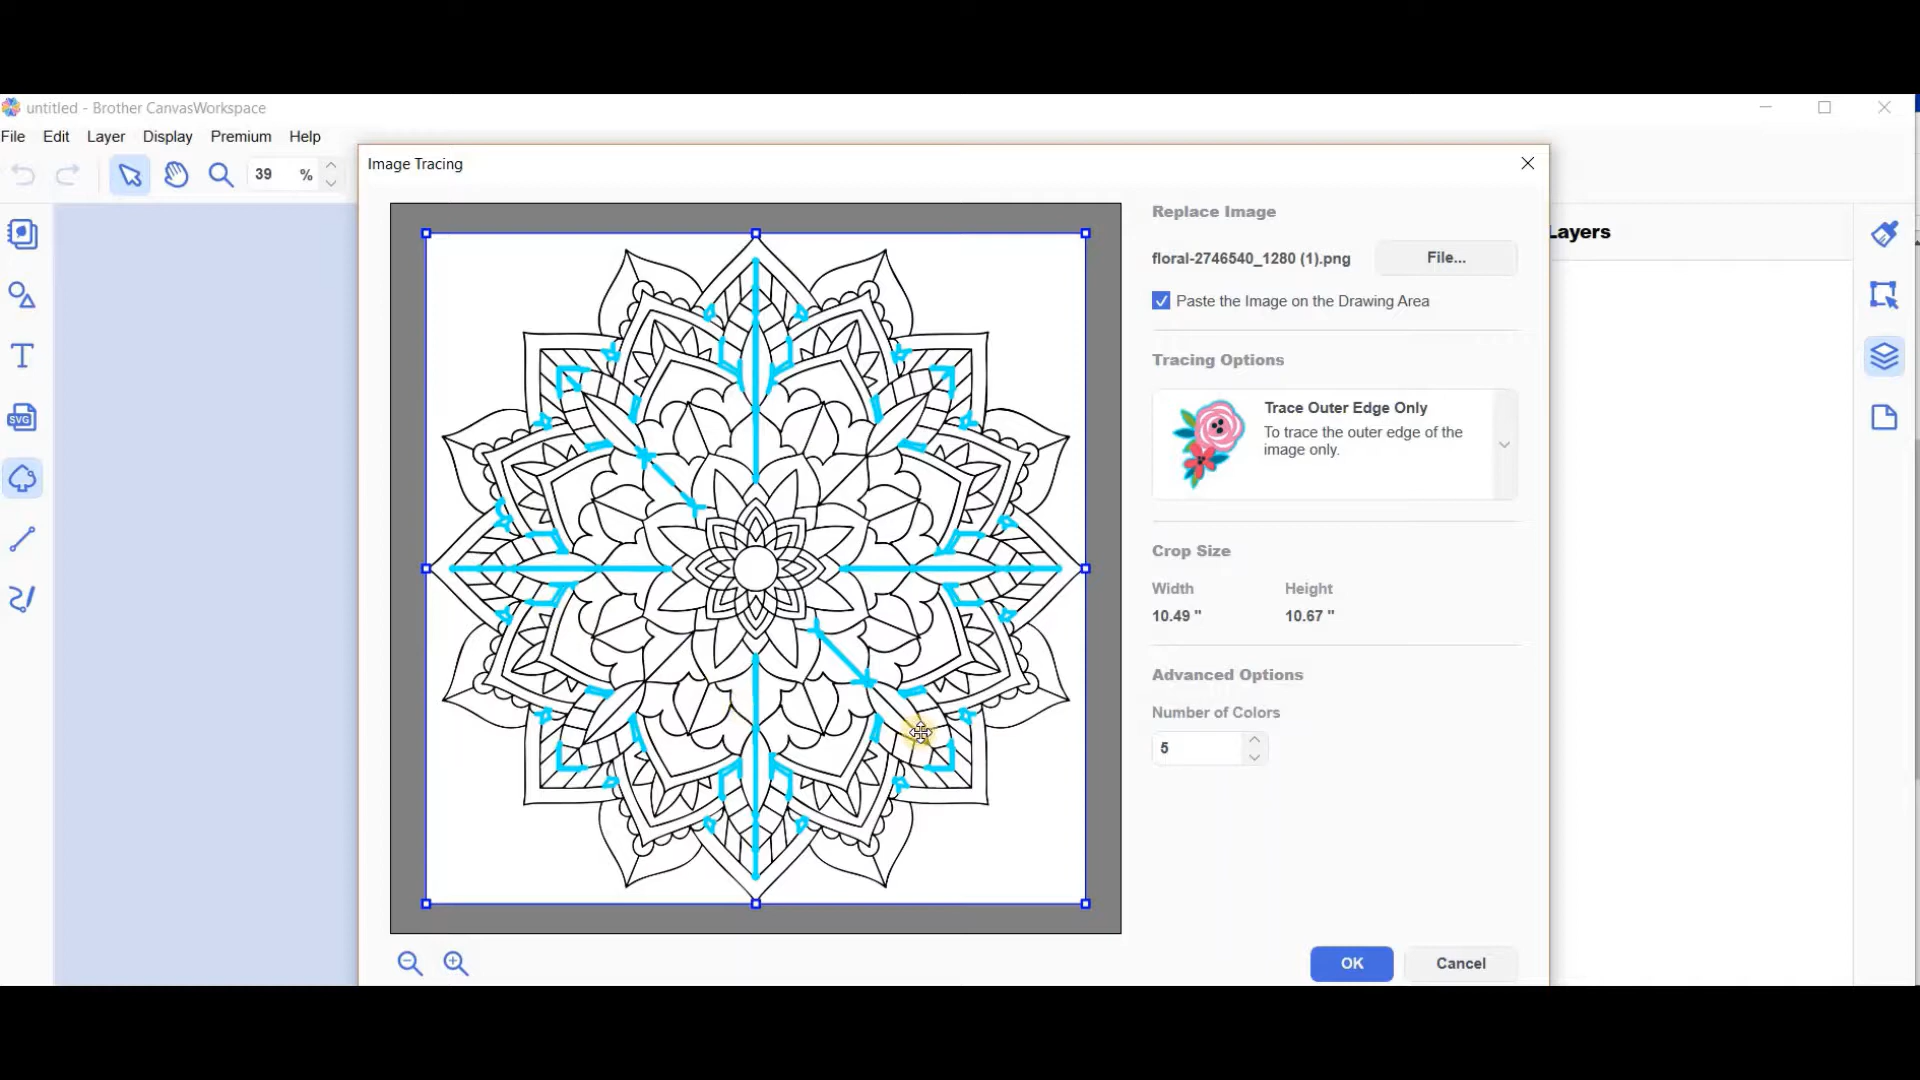 untitled - Brother CanvasWorkspace
File Edit Layer Display Premium Help
39 %
Image Tracing
Replace Image
floral-2746540_1280 (1).png File...
Paste the Image on the Drawing Area
Tracing Options
Trace Outer Edge Only
To trace the outer edge of the
image only.
Crop Size
Width Height
10.49 " 10.67 "
Advanced Options
Number of Colors
5
OK Cancel
Layers
T
SVG